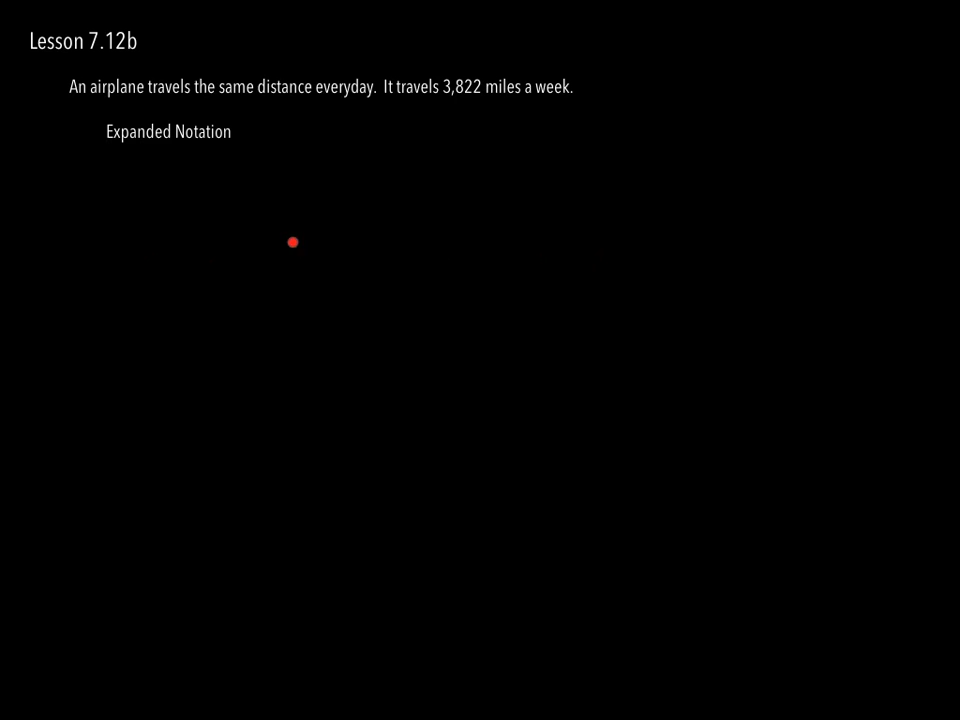 Lesson 7.12b
An airplane travels the same distance everyday. It travels 3,822 miles a week.
Expanded Notation